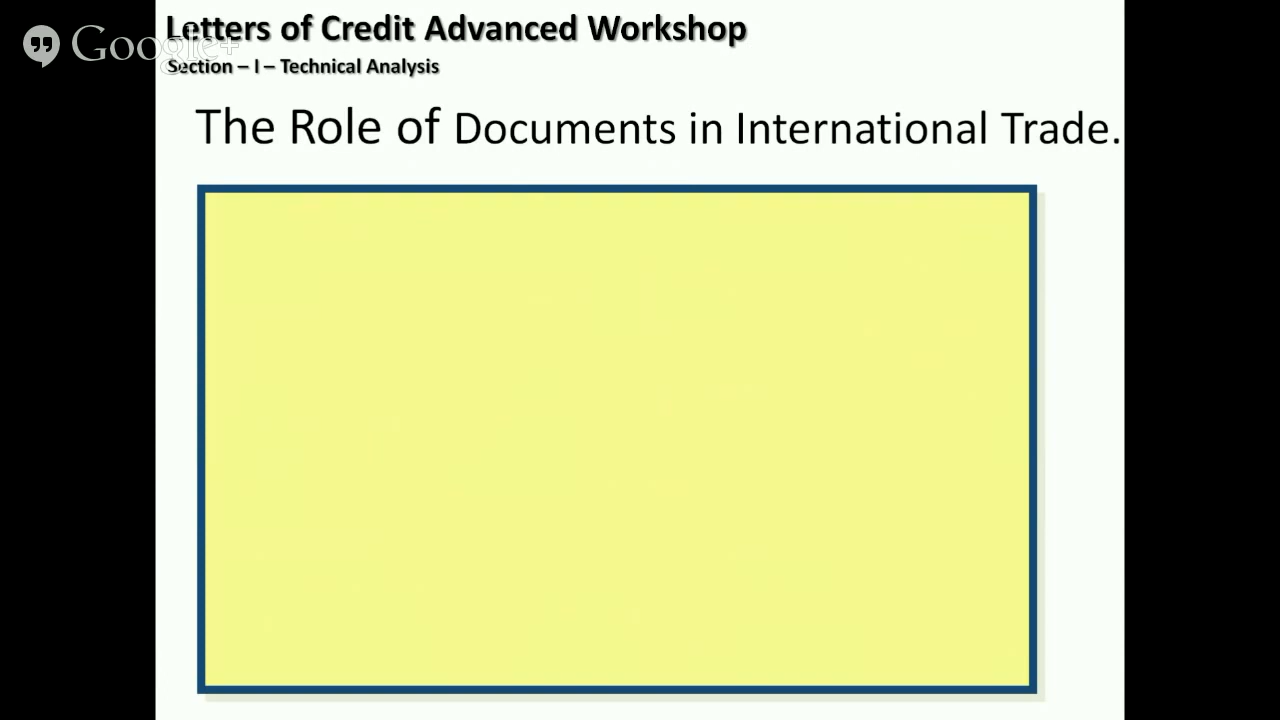 Letters of Credit Advanced Workshop
Google+
Section – I – Technical Analysis
The Role of Documents in International Trade.